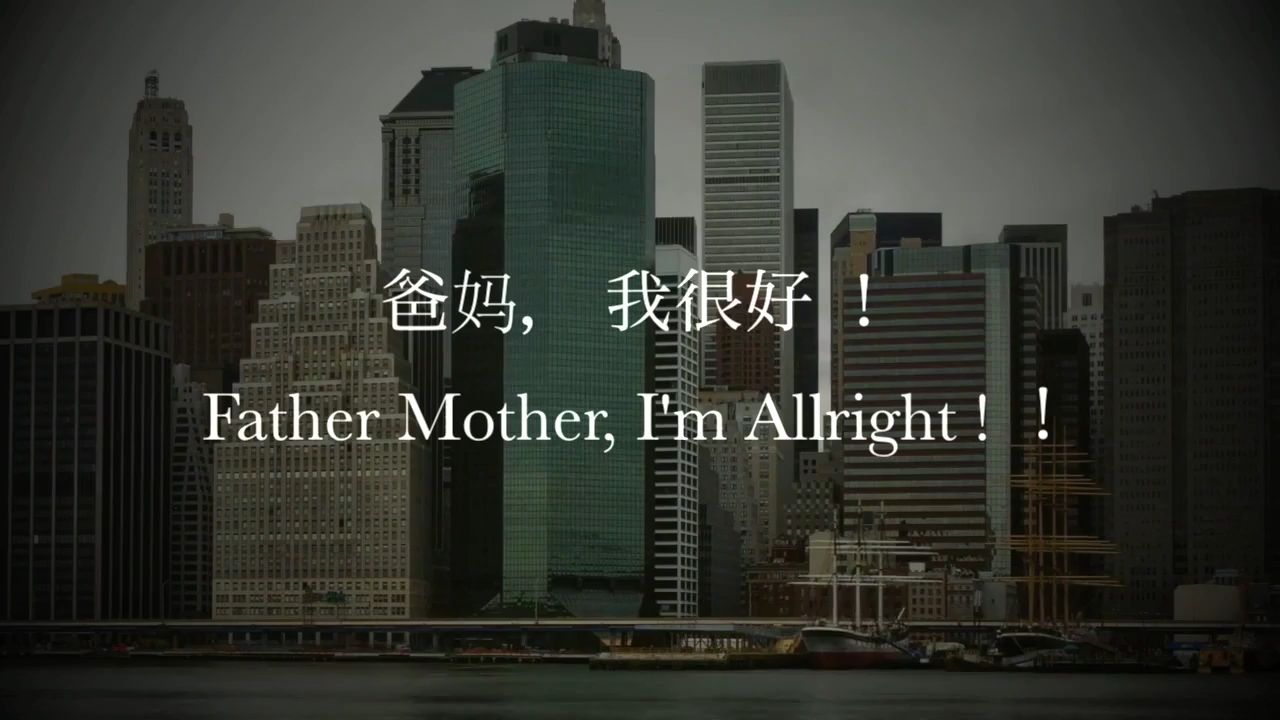 爸妈， 我很好 ！
Father Mother, I'm Allright ! ！